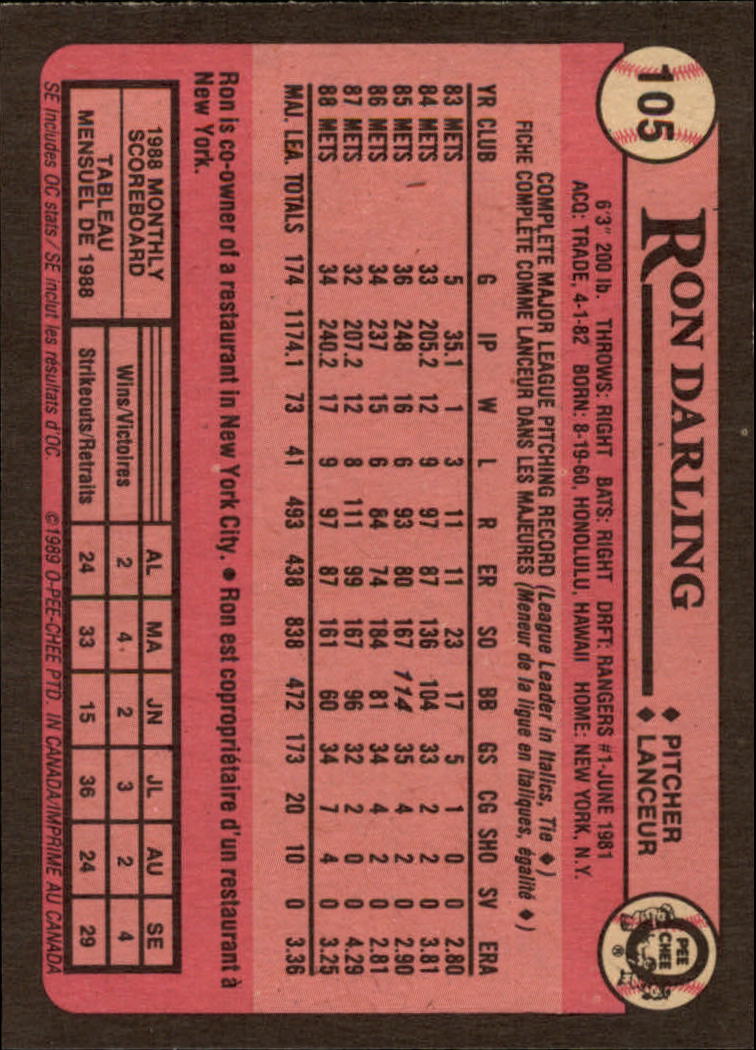 105
RON DARLING
♦ PITCHER
♦ LANCEUR
O PEE CHEE ®
6'3" 200 lb. THROWS: RIGHT BATS: RIGHT DRFT: RANGERS #1-JUNE 1981
ACQ: TRADE, 4-1-82 BORN: 8-19-60, HONOLULU, HAWAII HOME: NEW YORK, N.Y.
COMPLETE MAJOR LEAGUE PITCHING RECORD (League Leader in Italics, Tie ♦)
FICHE COMPLÈTE COMME LANCEUR DANS LES MAJEURES (Meneur de la ligue en italiques, égalité ♦)
YR CLUB G IP W L R ER SO BB GS CG SHO SV ERA
83 METS 5 35.1 1 3 11 11 23 17 5 1 0 0 2.80
84 METS 33 205.2 12 9 97 87 136 104 33 2 2 0 3.81
85 METS 36 248 16 6 93 80 167 114 35 4 2 0 2.90
86 METS 34 237 15 6 84 74 184 81 34 4 2 0 2.81
87 METS 32 207.2 12 8 111 99 167 96 32 2 0 0 4.29
88 METS 34 240.2 17 9 97 87 161 60 34 7 4 0 3.25
MAJ. LEA. TOTALS 174 1174.1 73 41 493 438 838 472 173 20 10 0 3.36
Ron is co-owner of a restaurant in New York City. ● Ron est copropriétaire d'un restaurant à
New York.
1988 MONTHLY
SCOREBOARD
TABLEAU
MENSUEL DE 1988
AL MA JN JL AU SE
Wins/Victoires 2 4 2 3 2 4
Strikeouts/Retraits 24 33 15 36 24 29
SE Includes OC stats / SE inclut les résultats d'OC. ©1989 O-PEE-CHEE PTD. IN CANADA/IMPRIMÉ AU CANADA